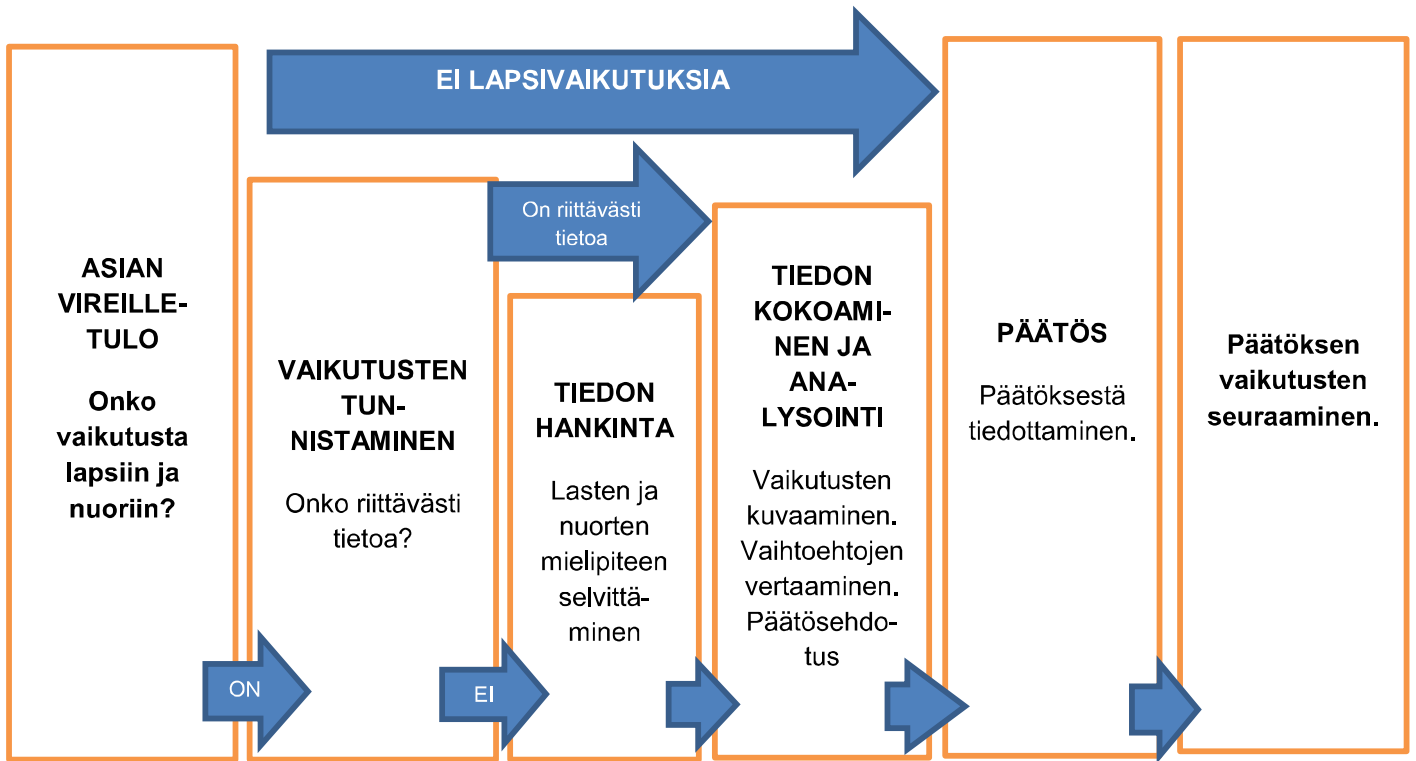 EI LAPSIVAIKUTUKSIA
On riittävästi
tietoa
ASIAN
VIREILLE-
TULO
Onko
vaikutusta
lapsiin ja
nuoriin?
ON
VAIKUTUSTEN
TUN-
NISTAMINEN
Onko riittävästi
tietoa?
EI
TIEDON
HANKINTA
Lasten ja
nuorten
mielipiteen
selvittä-
minen
TIEDON
KOKOAMI-
NEN JA
ANA-
LYSOINTI
Vaikutusten
kuvaaminen.
Vaihtoehtojen
vertaaminen.
Päätösehdo-
tus
PÄÄTÖS
Päätöksestä
tiedottaminen.
Päätöksen
vaikutusten
seuraaminen.